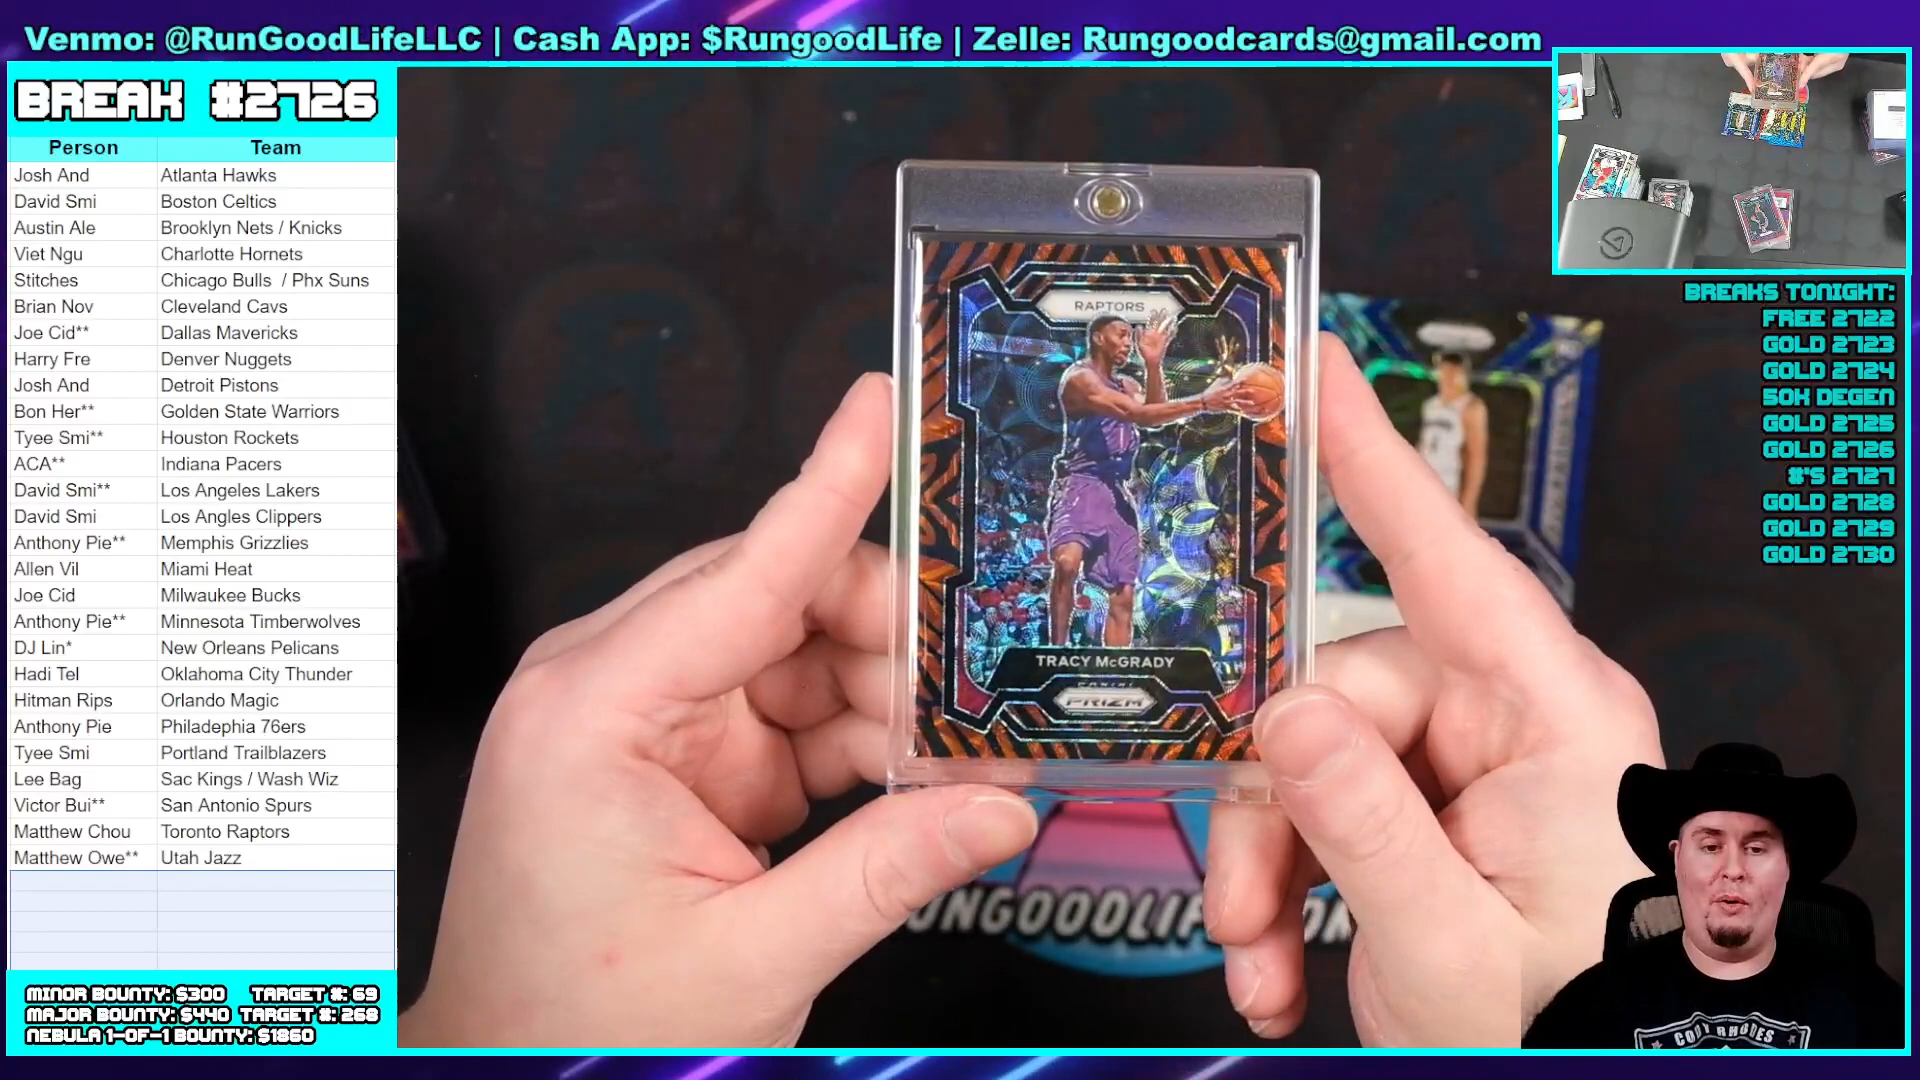 Venmo: @RunGoodLifeLLC | Cash App: $RungoodLife | Zelle: Rungoodcards@gmail.com
BREAK #2726
Person Team
Josh And Atlanta Hawks
David Smi Boston Celtics
Austin Ale Brooklyn Nets / Knicks
Viet Ngu Charlotte Hornets
Stitches Chicago Bulls / Phx Suns
Brian Nov Cleveland Cavs
Joe Cid** Dallas Mavericks
Harry Fre Denver Nuggets
Josh And Detroit Pistons
Bon Her** Golden State Warriors
Tyee Smi** Houston Rockets
ACA** Indiana Pacers
David Smi** Los Angeles Lakers
David Smi Los Angles Clippers
Anthony Pie** Memphis Grizzlies
Allen Vil Miami Heat
Joe Cid Milwaukee Bucks
Anthony Pie** Minnesota Timberwolves
DJ Lin* New Orleans Pelicans
Hadi Tel Oklahoma City Thunder
Hitman Rips Orlando Magic
Anthony Pie Philadephia 76ers
Tyee Smi Portland Trailblazers
Lee Bag Sac Kings / Wash Wiz
Victor Bui** San Antonio Spurs
Matthew Chou Toronto Raptors
Matthew Owe** Utah Jazz
MINOR BOUNTY: $300 TARGET #: 69
MAJOR BOUNTY: $440 TARGET #: 268
NEBULA 1-OF-1 BOUNTY: $1860
RAPTORS
TRACY McGRADY
PANINI
PRIZM
BREAKS TONIGHT:
FREE 2722
GOLD 2723
GOLD 2724
50K DEGEN
GOLD 2725
GOLD 2726
#'S 2727
GOLD 2728
GOLD 2729
GOLD 2730
CODY RHODES